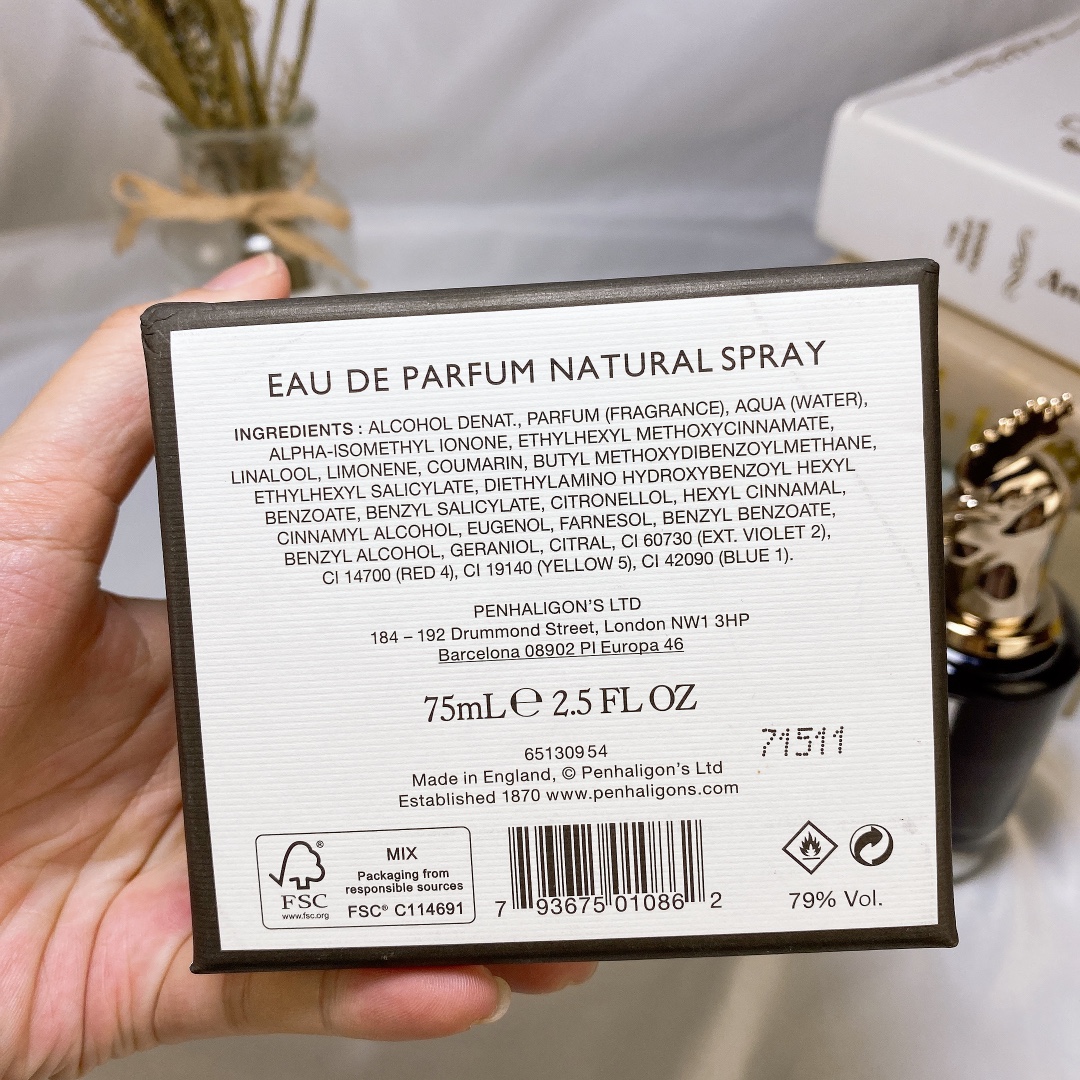 EAU DE PARFUM NATURAL SPRAY
INGREDIENTS : ALCOHOL DENAT., PARFUM (FRAGRANCE), AQUA (WATER),
ALPHA-ISOMETHYL IONONE, ETHYLHEXYL METHOXYCINNAMATE,
LINALOOL, LIMONENE, COUMARIN, BUTYL METHOXYDIBENZOYLMETHANE,
ETHYLHEXYL SALICYLATE, DIETHYLAMINO HYDROXYBENZOYL HEXYL
BENZOATE, BENZYL SALICYLATE, CITRONELLOL, HEXYL CINNAMAL,
CINNAMYL ALCOHOL, EUGENOL, FARNESOL, BENZYL BENZOATE,
BENZYL ALCOHOL, GERANIOL, CITRAL, CI 60730 (EXT. VIOLET 2),
CI 14700 (RED 4), CI 19140 (YELLOW 5), CI 42090 (BLUE 1).
PENHALIGON'S LTD
184 – 192 Drummond Street, London NW1 3HP
Barcelona 08902 PI Europa 46
75mL ℮ 2.5 FL OZ
71511
65130954
Made in England, © Penhaligon's Ltd
Established 1870 www.penhaligons.com
FSC®
www.fsc.org
MIX
Packaging from
responsible sources
FSC® C114691
7 93675 01086 2
79% Vol.